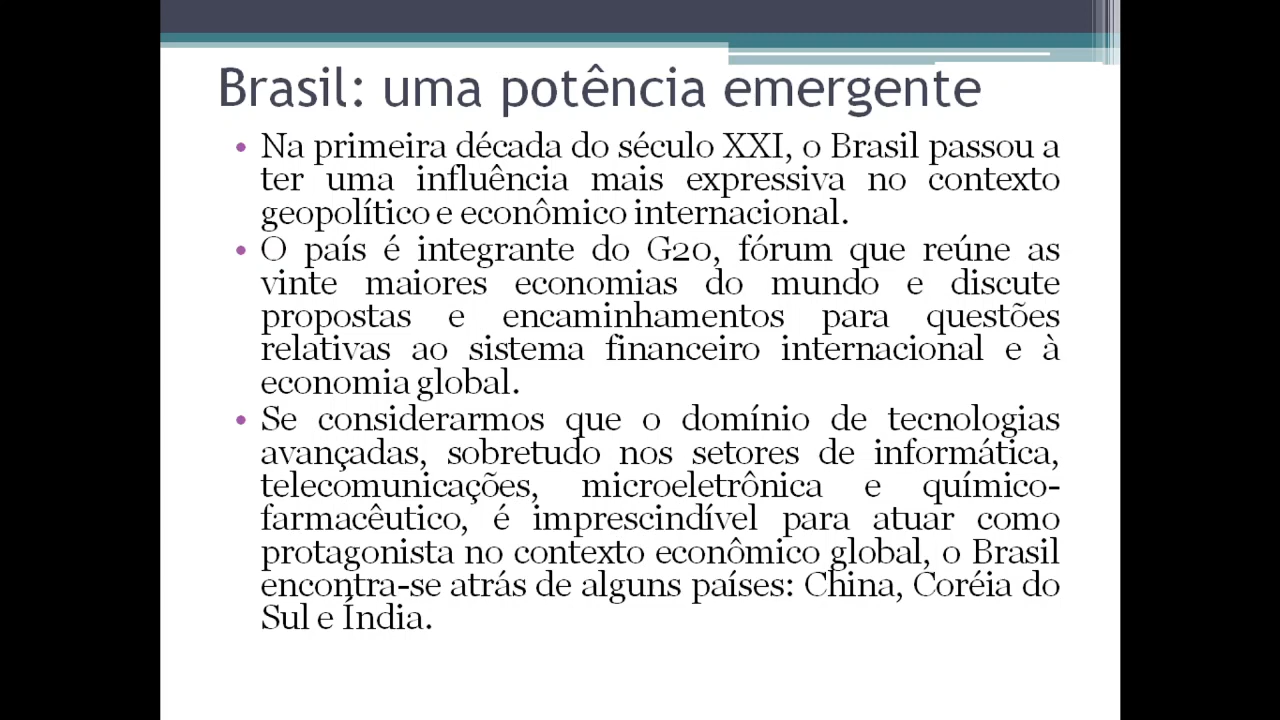 Brasil: uma potência emergente
• Na primeira década do século XXI, o Brasil passou a
ter uma influência mais expressiva no contexto
geopolítico e econômico internacional.
• O país é integrante do G20, fórum que reúne as
vinte maiores economias do mundo e discute
propostas e encaminhamentos para questões
relativas ao sistema financeiro internacional e à
economia global.
• Se considerarmos que o domínio de tecnologias
avançadas, sobretudo nos setores de informática,
telecomunicações, microeletrônica e químico-
farmacêutico, é imprescindível para atuar como
protagonista no contexto econômico global, o Brasil
encontra-se atrás de alguns países: China, Coréia do
Sul e Índia.